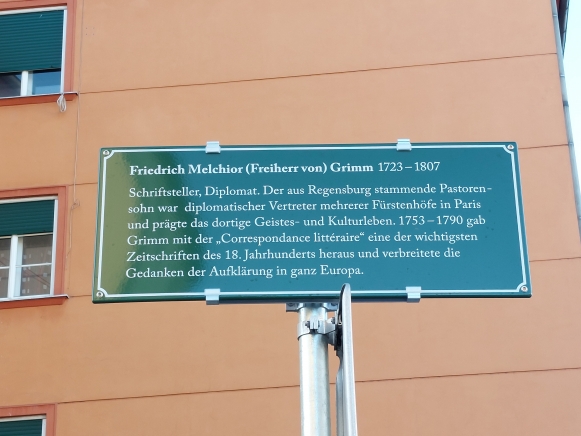 Friedrich Melchior (Freiherr von) Grimm 1723–1807
Schriftsteller, Diplomat. Der aus Regensburg stammende Pastoren-
sohn war diplomatischer Vertreter mehrerer Fürstenhöfe in Paris
und prägte das dortige Geistes- und Kulturleben. 1753–1790 gab
Grimm mit der „Correspondance littéraire“ eine der wichtigsten
Zeitschriften des 18. Jahrhunderts heraus und verbreitete die
Gedanken der Aufklärung in ganz Europa.